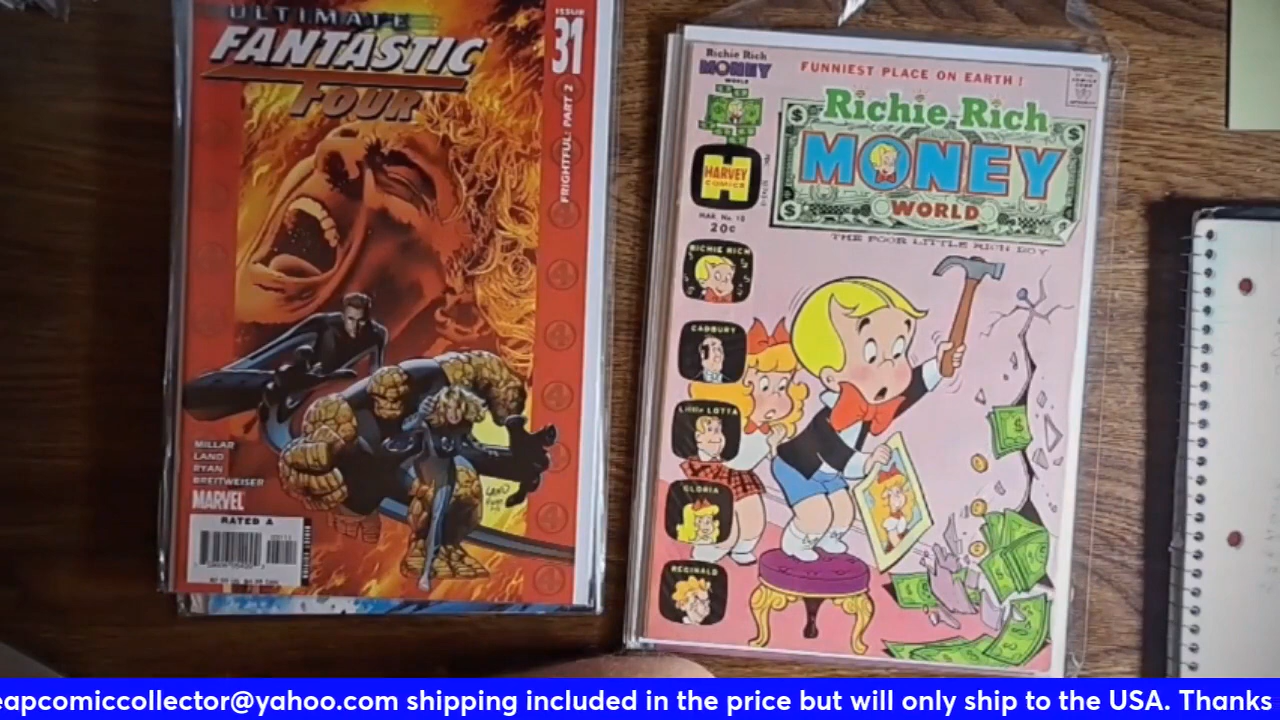 ULTIMATE
FANTASTIC
FOUR
ISSUE
31
FRIGHTFUL: PART 2
MILLAR
LAND
RYAN
BREITWEISER
MARVEL
RATED A
Richie Rich
MONEY
WORLD
HARVEY
COMICS
MAR. No. 10
20¢
FUNNIEST PLACE ON EARTH!
Richie Rich
MONEY
WORLD
THE POOR LITTLE RICH BOY
RICHIE RICH
CADBURY
Little LOTTA
GLORIA
REGINALD
eapcomiccollector@yahoo.com shipping included in the price but will only ship to the USA. Thanks